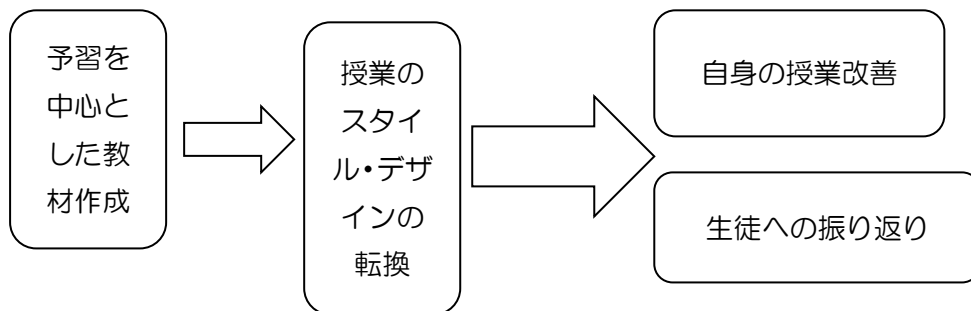 予習を
中心と
した教
材作成
授業の
スタイ
ル・デザ
インの
転換
自身の授業改善
生徒への振り返り